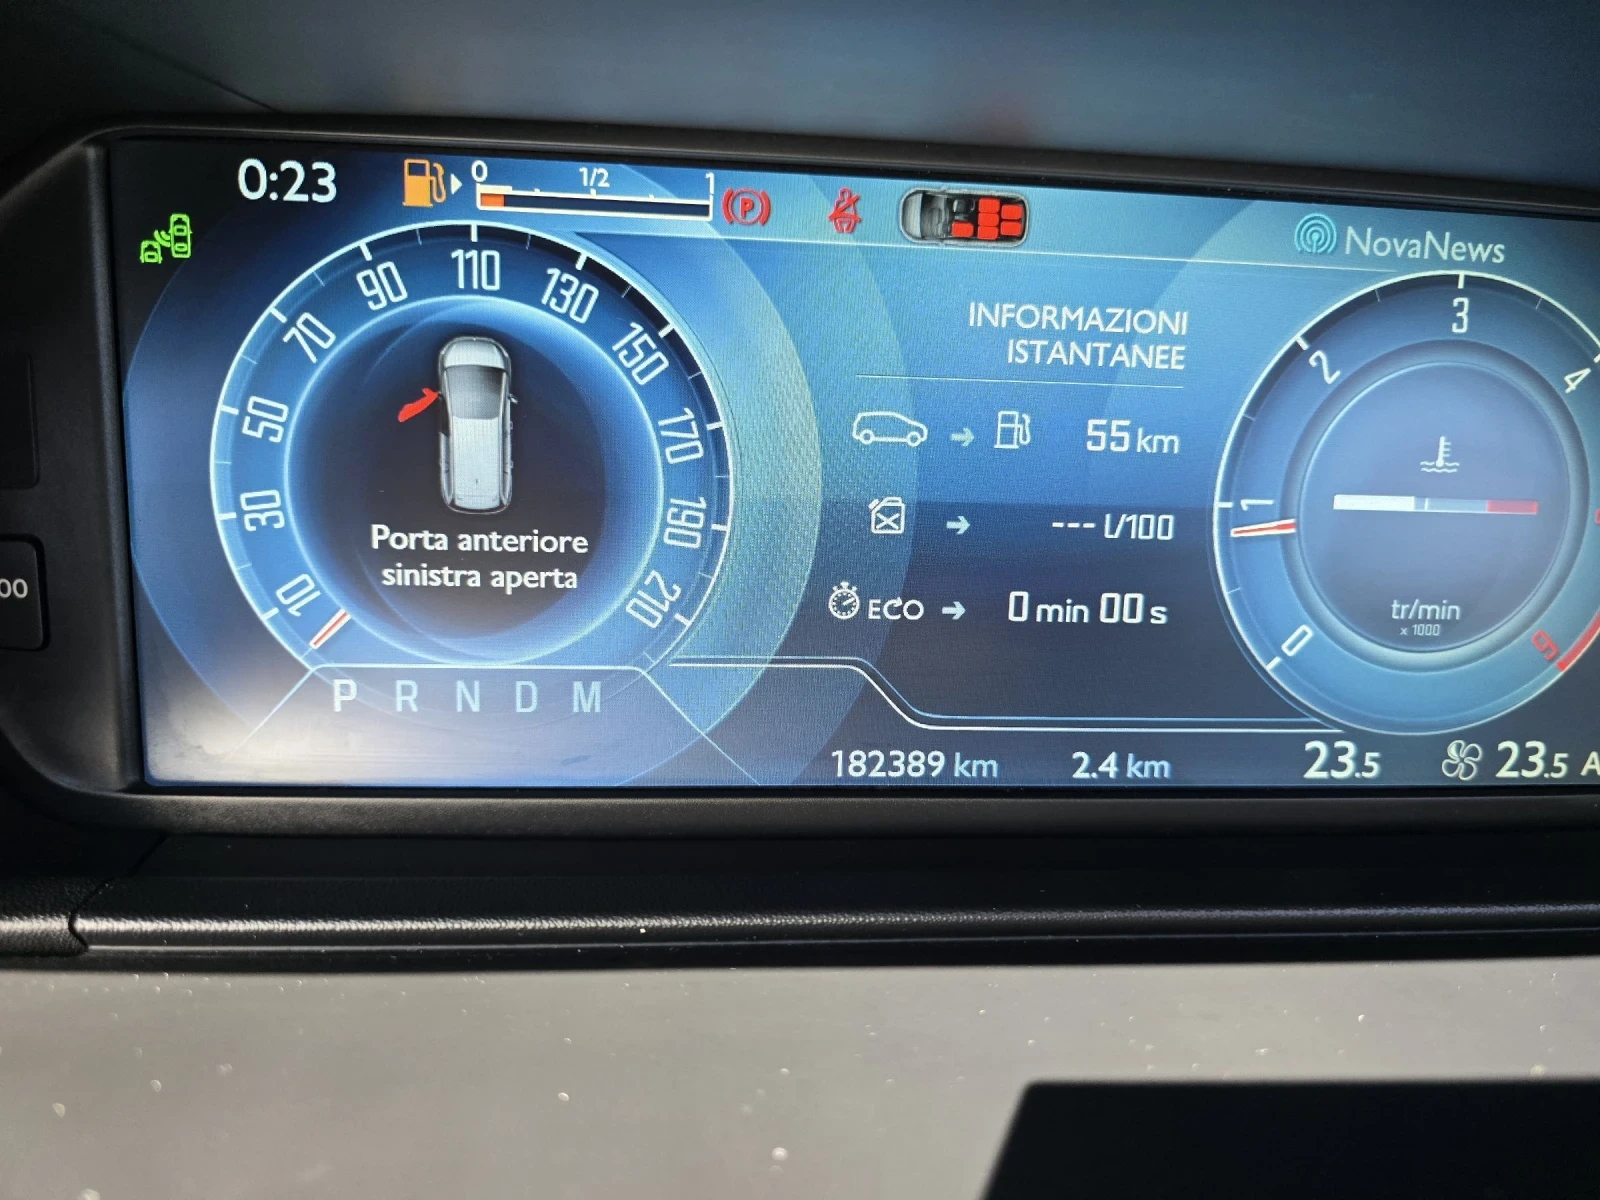 0:23
0 1/2 1
P
NovaNews
10 30 50 70 90 110 130 150 170 190 210
Porta anteriore
sinistra aperta
P R N D M
INFORMAZIONI
ISTANTANEE
55 km
--- l/100
ECO 0 min 00 s
0 1 2 3 4 6
tr/min
x 1000
182389 km 2.4 km 23.5 23.5 A
00